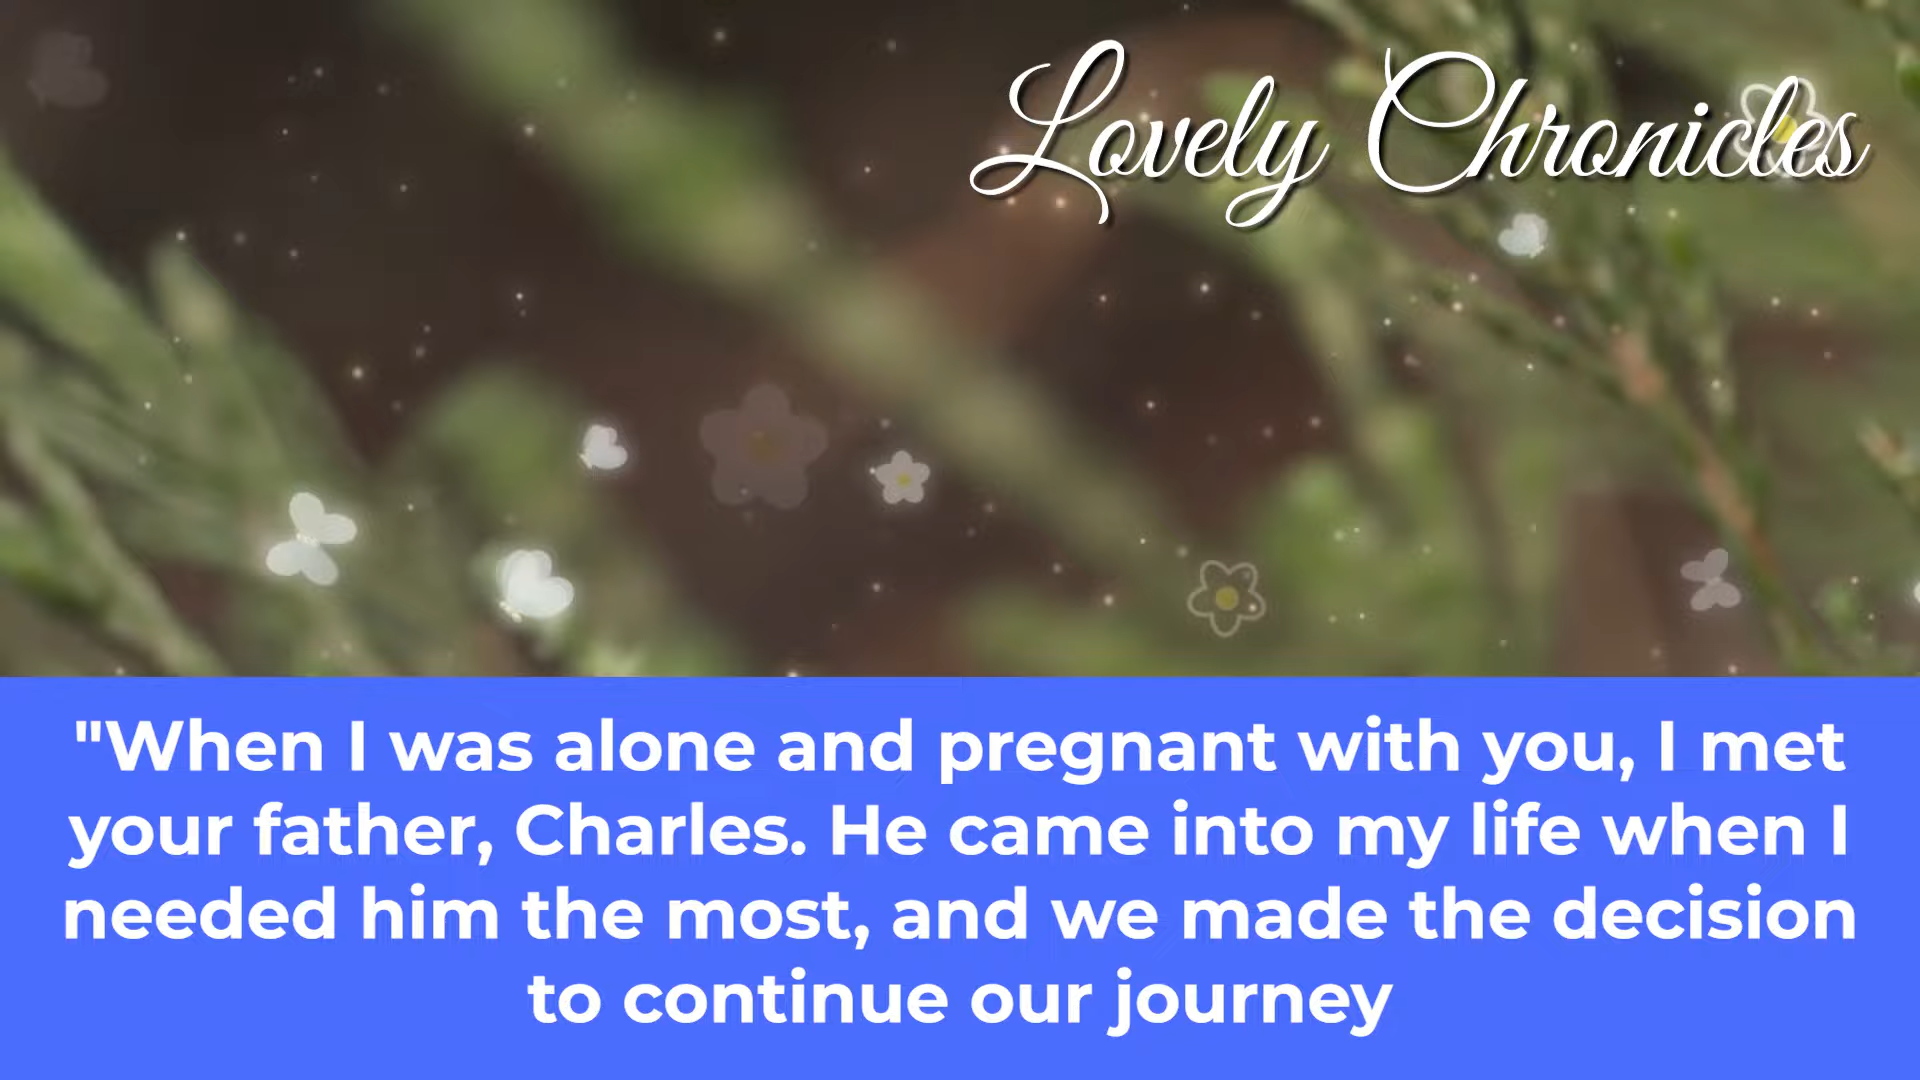 Lovely Chronicles
"When I was alone and pregnant with you, I met
your father, Charles. He came into my life when I
needed him the most, and we made the decision
to continue our journey